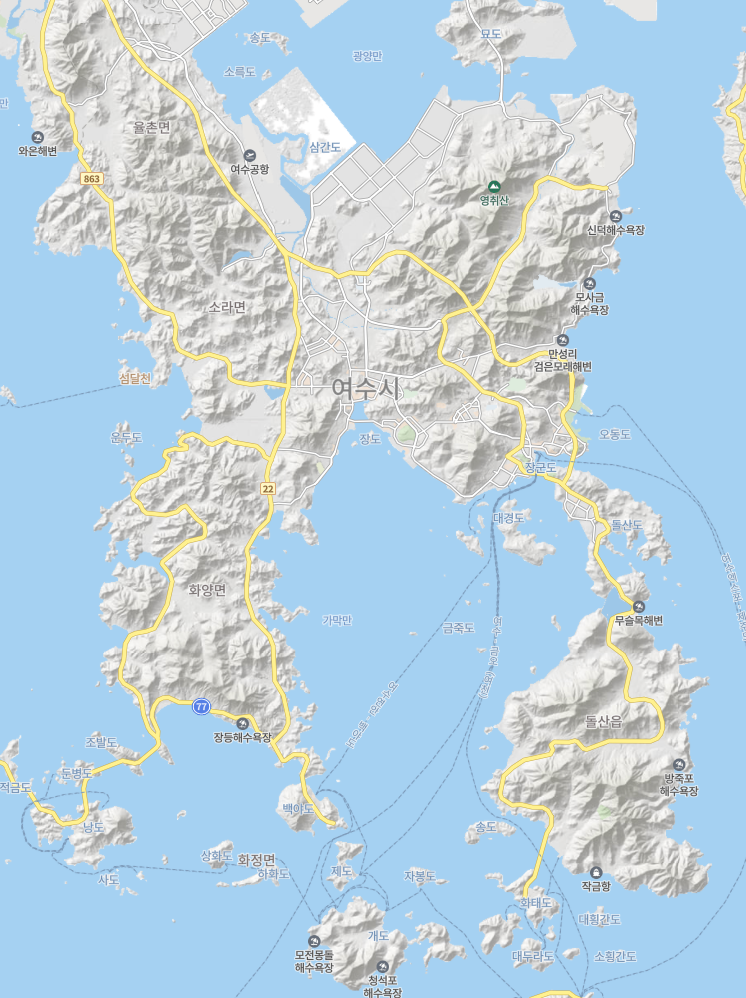 묘도
송도
광양만
소륵도
만
율촌면
삼간도
와온해변
여수공항
863
영취산
신덕해수욕장
모사금
해수욕장
소라면
만성리
검은모래해변
섬달천
여수시
운두도
장도
오동도
장군도
22
대경도
돌산도
화양면
무슬목해변
가막만
금죽도
77
돌산읍
장등해수욕장
조발도
둔병도
방죽포
해수욕장
적금도
백야도
낭도
송도
상화도
화정면
하화도
제도
사도
자봉도
작금항
화태도
대횡간도
개도
모전몽돌
해수욕장
대두라도
소횡간도
청석포
해수욕장